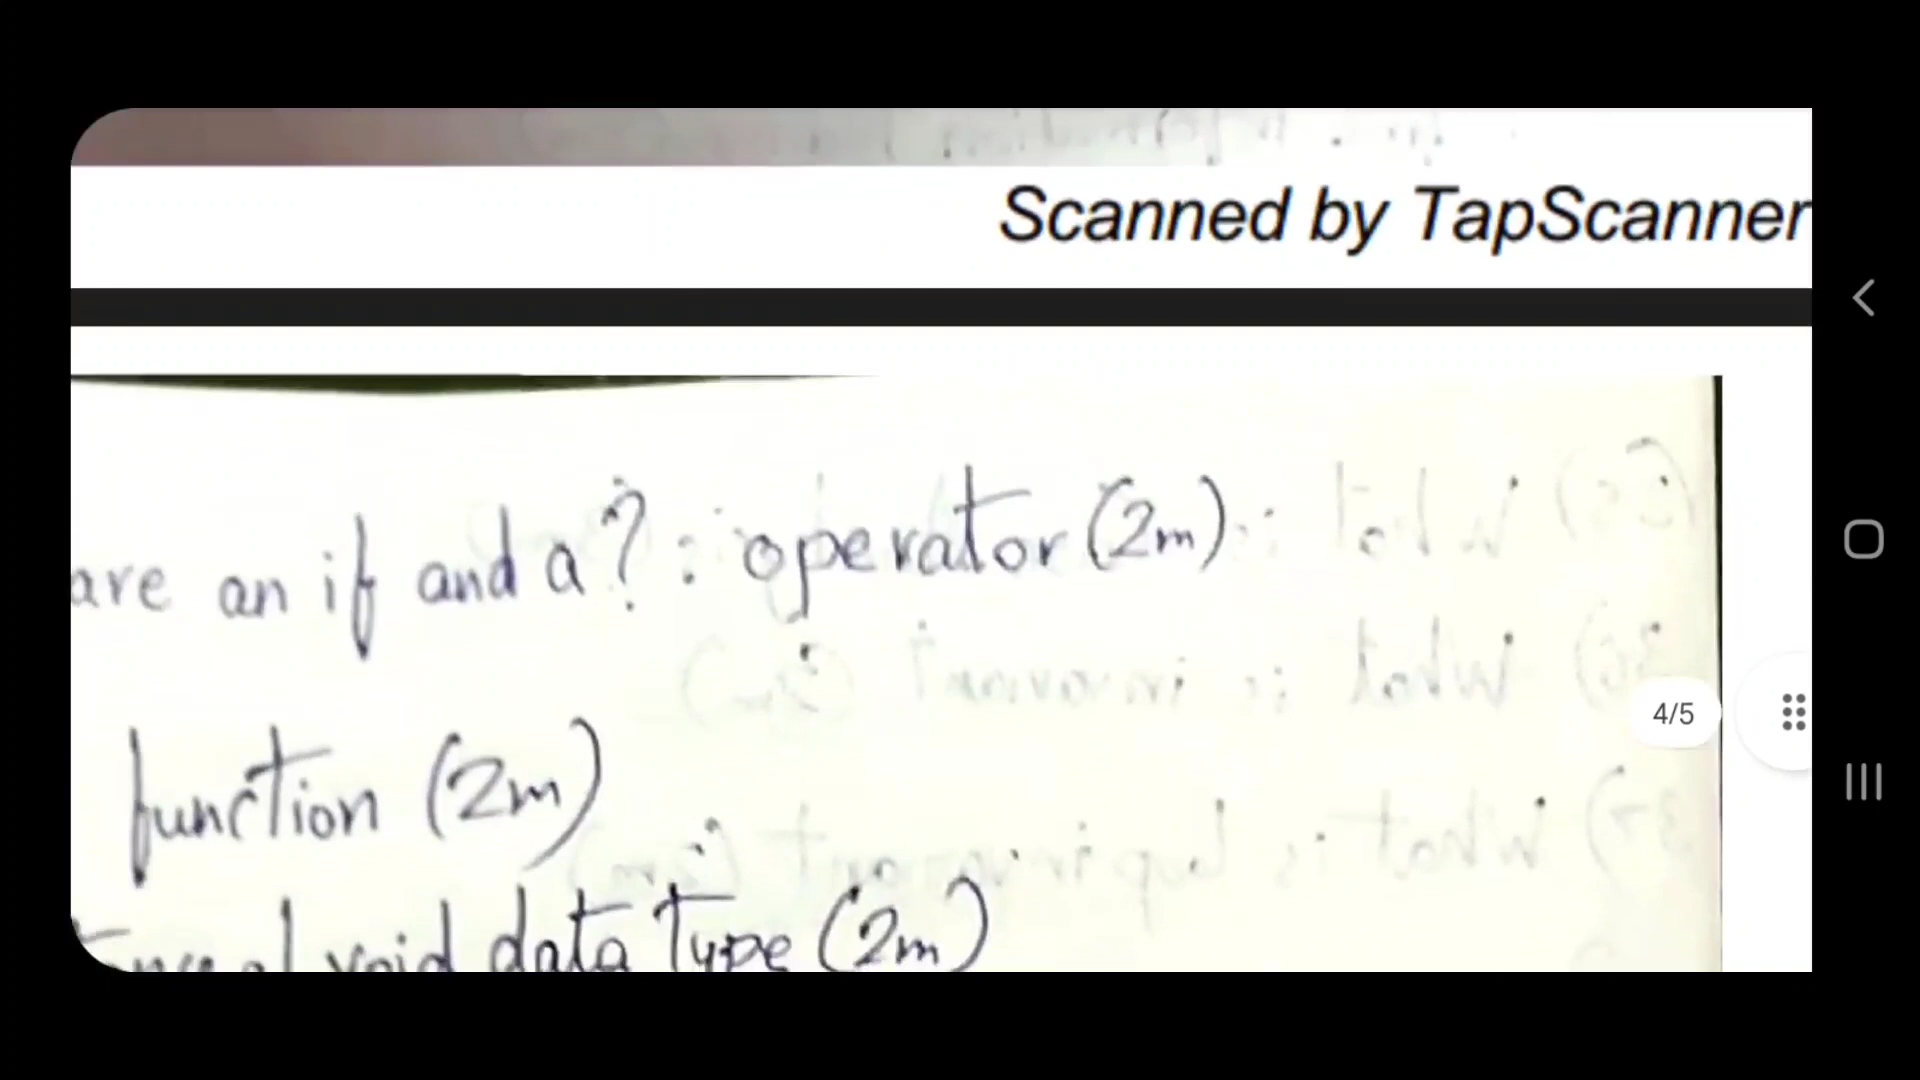 Scanned by TapScanner
are an if and a ? : operator (2m)
function (2m)
void data type (2m)
4/5